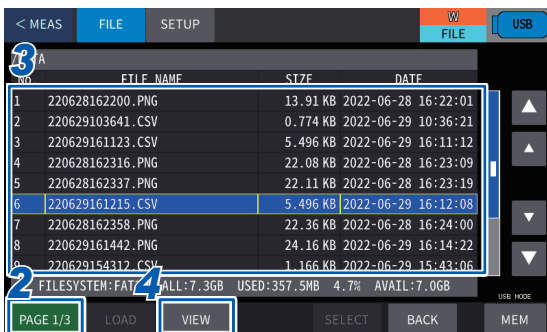 < MEAS FILE SETUP W FILE USB
3 TA
No FILE NAME SIZE DATE
1 220628162200.PNG 13.91 KB 2022-06-28 16:22:01
2 220629103641.CSV 0.774 KB 2022-06-29 10:36:21
3 220629161123.CSV 5.496 KB 2022-06-29 16:11:12
4 220628162316.PNG 22.08 KB 2022-06-28 16:23:09
5 220628162337.PNG 22.11 KB 2022-06-28 16:23:19
6 220629161215.CSV 5.496 KB 2022-06-29 16:12:08
7 220628162358.PNG 22.36 KB 2022-06-28 16:24:00
8 220629161442.PNG 24.16 KB 2022-06-29 16:14:22
9 220629154312.CSV 1.166 KB 2022-06-29 15:43:06
2 FILESYSTEM:FAT 4 ALL:7.3GB USED:357.5MB 4.7% AVAIL:7.0GB
USB MODE
PAGE 1/3 LOAD VIEW SELECT BACK MEM